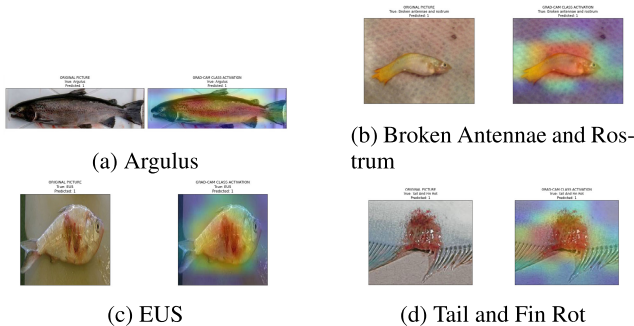 ORIGINAL PICTURE
True: Argulus
Predicted: 1
GRAD-CAM CLASS ACTIVATION
True: Argulus
Predicted: 1
(a) Argulus
ORIGINAL PICTURE
True: Broken antennae and rostrum
Predicted: 1
GRAD-CAM CLASS ACTIVATION
True: Broken antennae and rostrum
Predicted: 1
(b) Broken Antennae and Ros-
trum
ORIGINAL PICTURE
True: EUS
Predicted: 1
GRAD-CAM CLASS ACTIVATION
True: EUS
Predicted: 1
(c) EUS
ORIGINAL PICTURE
True: Tail and Fin Rot
Predicted: 1
GRAD-CAM CLASS ACTIVATION
True: Tail and Fin Rot
Predicted: 1
(d) Tail and Fin Rot